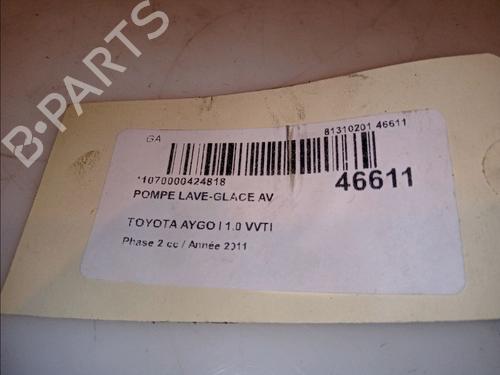 B-PARTS
GA
81310201 46611
*1070000424818
46611
POMPE LAVE-GLACE AV
TOYOTA AYGO I 1.0 VVTI
Phase 2 cc / Année 2011